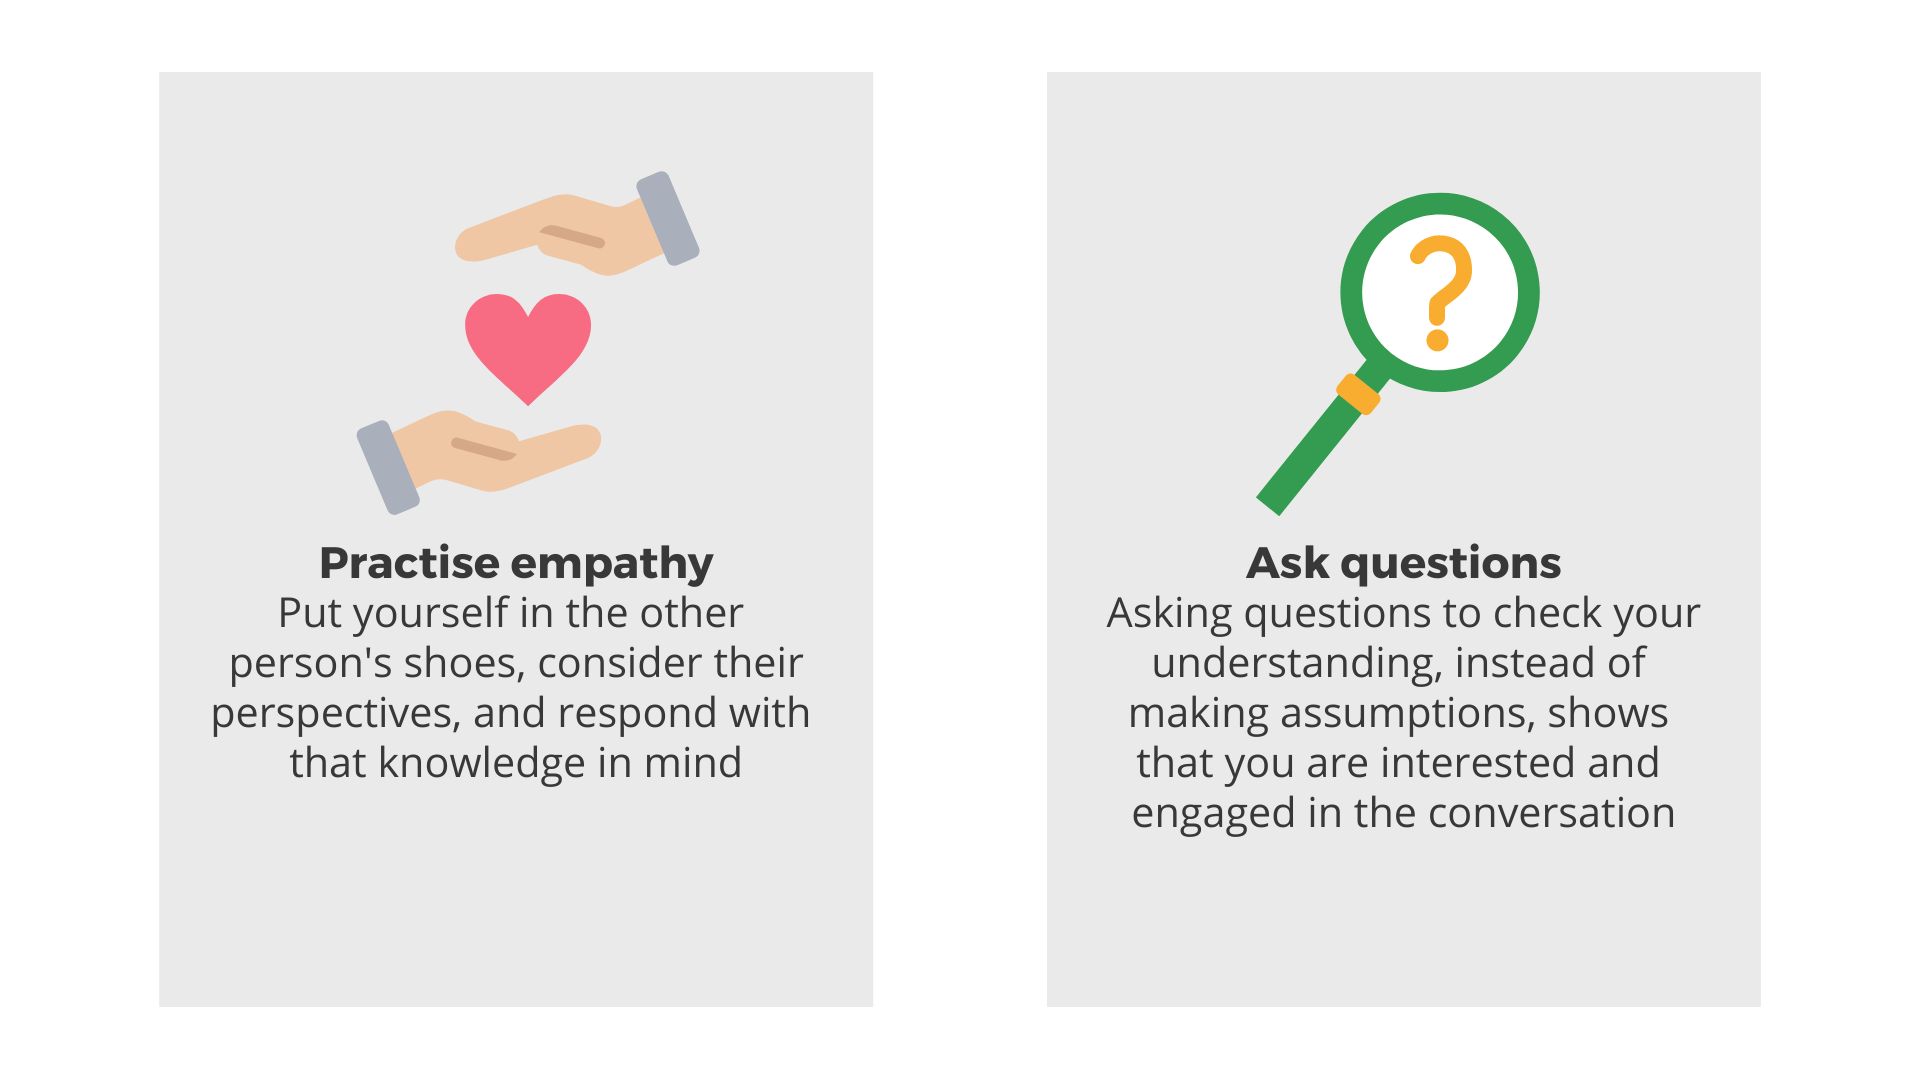 Practise empathy
Put yourself in the other
person's shoes, consider their
perspectives, and respond with
that knowledge in mind
?
Ask questions
Asking questions to check your
understanding, instead of
making assumptions, shows
that you are interested and
engaged in the conversation